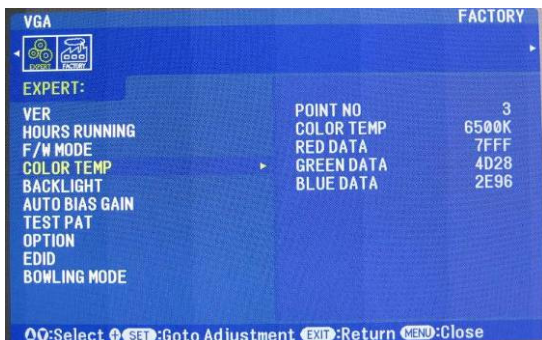 VGA FACTORY
EXPERT FACTORY
EXPERT:
VER
HOURS RUNNING
F/W MODE
COLOR TEMP
BACKLIGHT
AUTO BIAS GAIN
TEST PAT
OPTION
EDID
BOWLING MODE
POINT NO 3
COLOR TEMP 6500K
RED DATA 7FFF
GREEN DATA 4D28
BLUE DATA 2E96
:Select SET:Goto Adjustment EXIT:Return MENU:Close